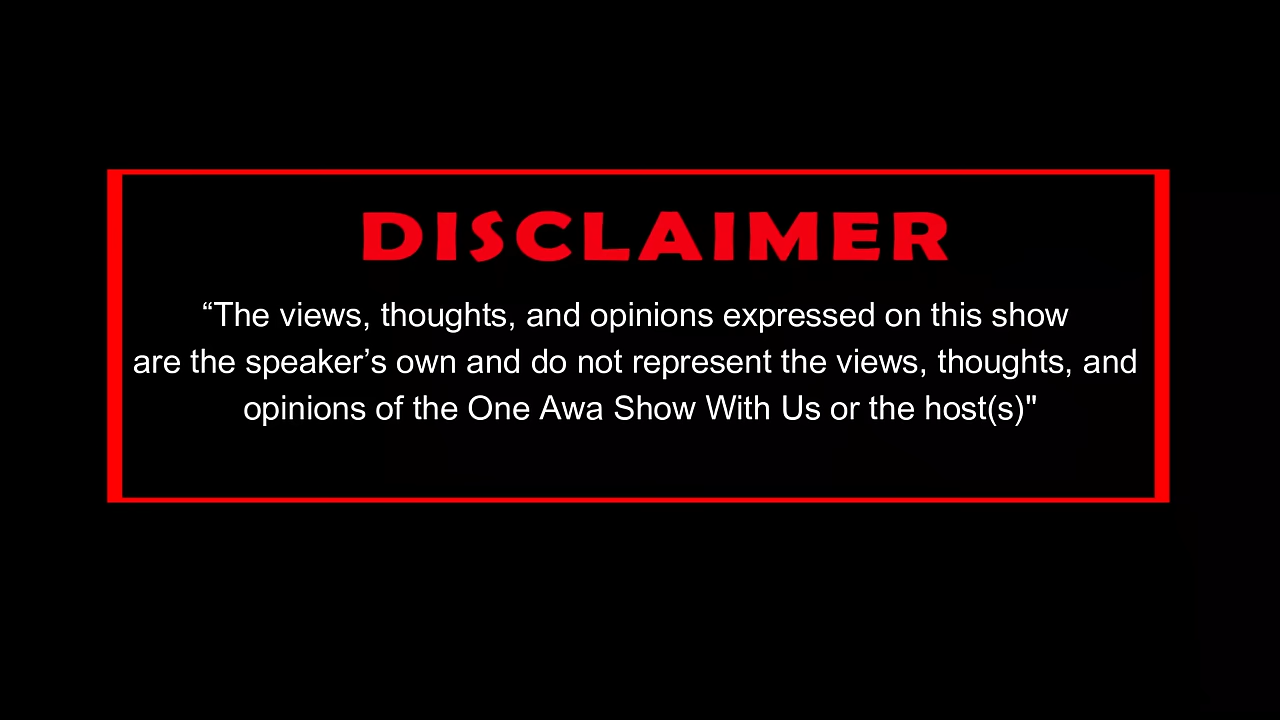 DISCLAIMER
“The views, thoughts, and opinions expressed on this show
are the speaker’s own and do not represent the views, thoughts, and
opinions of the One Awa Show With Us or the host(s)"